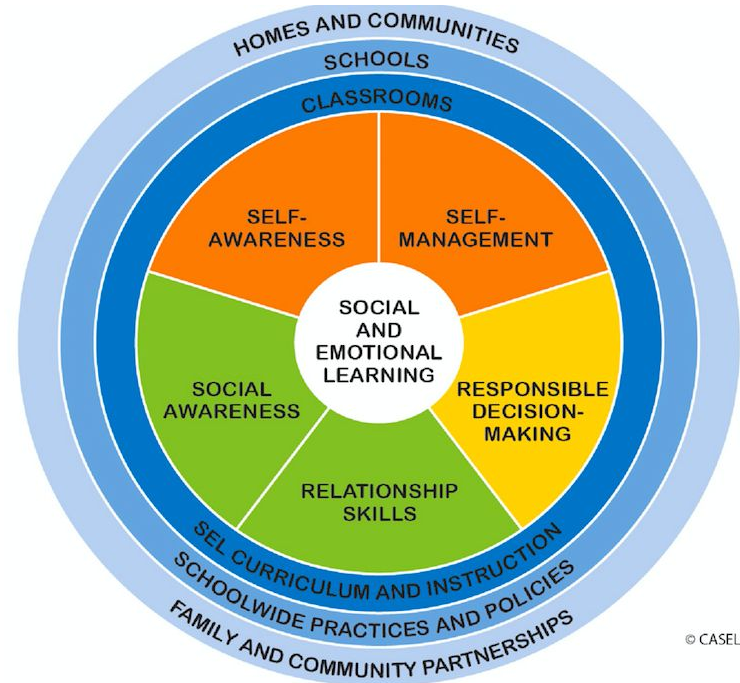 HOMES AND COMMUNITIES
SCHOOLS
CLASSROOMS
SELF-
AWARENESS
SELF-
MANAGEMENT
SOCIAL
AND
EMOTIONAL
LEARNING
SOCIAL
AWARENESS
RESPONSIBLE
DECISION-
MAKING
RELATIONSHIP
SKILLS
SEL CURRICULUM AND INSTRUCTION
SCHOOLWIDE PRACTICES AND POLICIES
FAMILY AND COMMUNITY PARTNERSHIPS
© CASEL